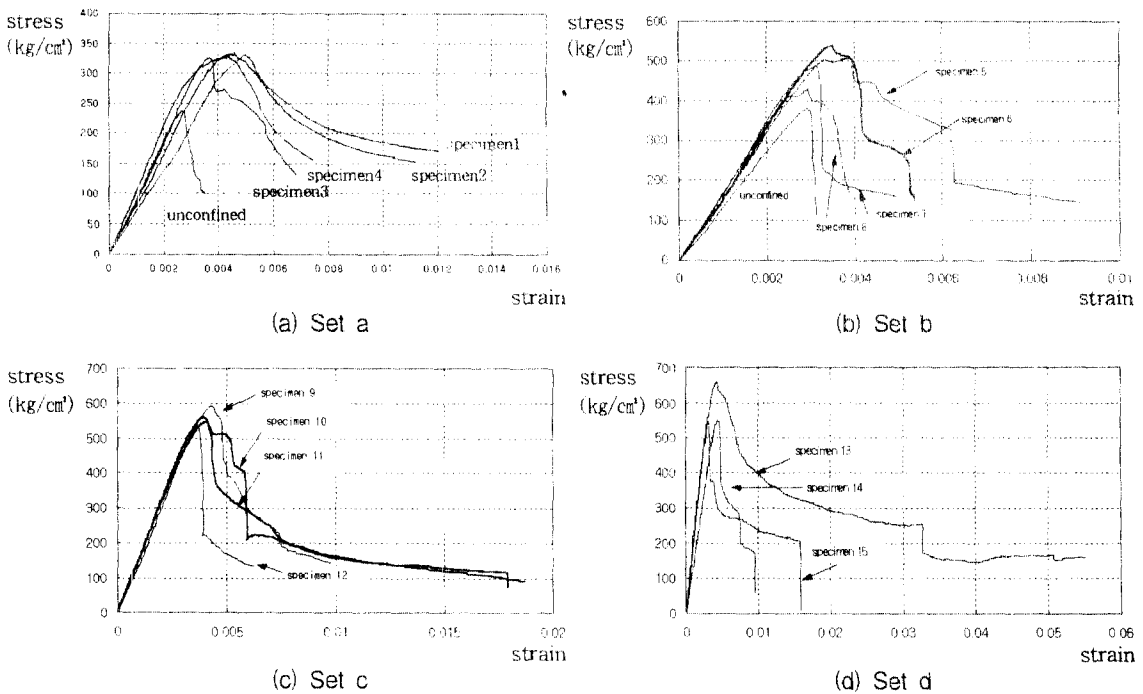 stress
(kg/cm²)
400
350
300
250
200
150
100
50
0
0
0.002
0.004
0.006
0.008
0.01
0.012
0.014
0.016
strain
specimen1
specimen2
specimen4
specimen3
unconfined
(a) Set a
stress
(kg/cm²)
600
500
400
300
200
100
0
0
0.002
0.004
0.006
0.008
0.01
strain
specimen 5
specimen 6
unconfined
specimen 8
(b) Set b
stress
(kg/cm²)
700
600
500
400
300
200
100
0
0
0.005
0.01
0.015
0.02
strain
specimen 9
specimen 10
specimen 11
specimen 12
(c) Set c
stress
(kg/cm²)
700
600
500
400
300
200
100
0
0
0.01
0.02
0.03
0.04
0.05
0.06
strain
specimen 13
specimen 14
specimen 15
(d) Set d